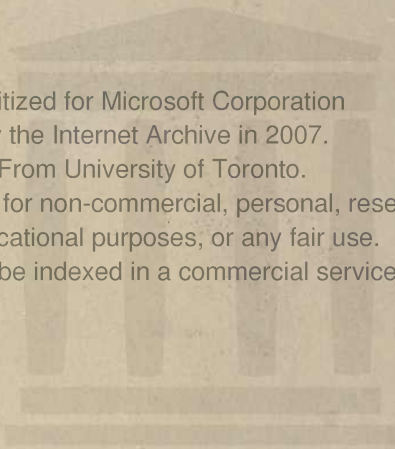 itized for Microsoft Corporation
the Internet Archive in 2007.
From University of Toronto.
for non-commercial, personal, rese
cational purposes, or any fair use.
be indexed in a commercial service